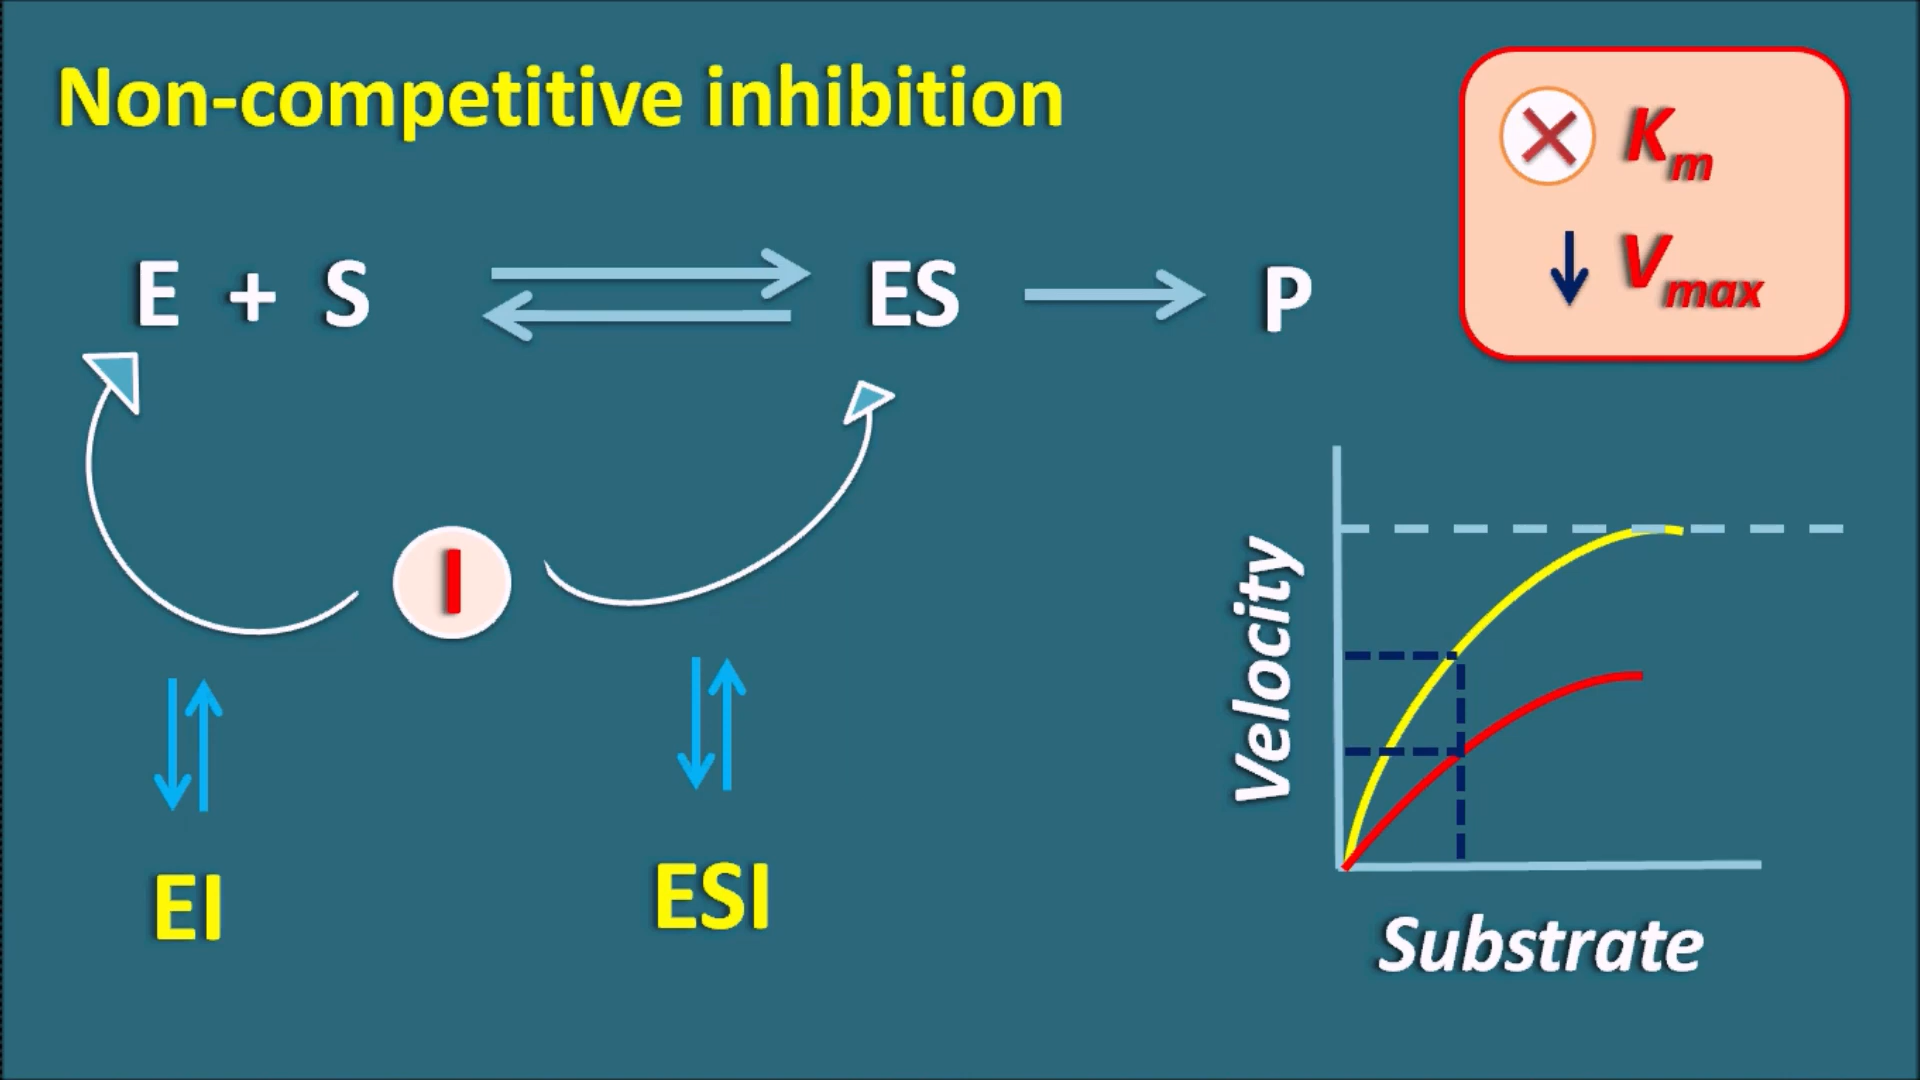 Non-competitive inhibition
Km
Vmax
E + S ES P
I
EI
ESI
Velocity
Substrate